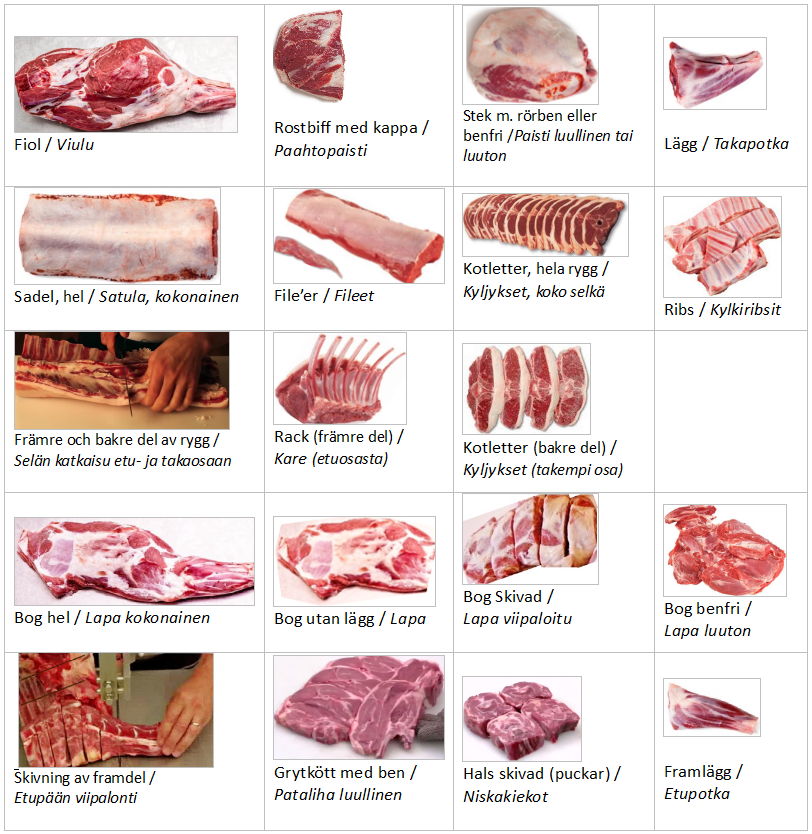 Fiol / Viulu
Rostbiff med kappa /
Paahtopaisti
Stek m. rörben eller
benfri /Paisti luullinen tai
luuton
Lägg / Takapotka
Sadel, hel / Satula, kokonainen
File’er / Fileet
Kotletter, hela rygg /
Kyljykset, koko selkä
Ribs / Kylkiribsit
Främre och bakre del av rygg /
Selän katkaisu etu- ja takaosaan
Rack (främre del) /
Kare (etuosasta)
Kotletter (bakre del) /
Kyljykset (takempi osa)
Bog hel / Lapa kokonainen
Bog utan lägg / Lapa
Bog Skivad /
Lapa viipaloitu
Bog benfri /
Lapa luuton
Skivning av framdel /
Etupään viipalonti
Grytkött med ben /
Pataliha luullinen
Hals skivad (puckar) /
Niskakiekot
Framlägg /
Etupotka